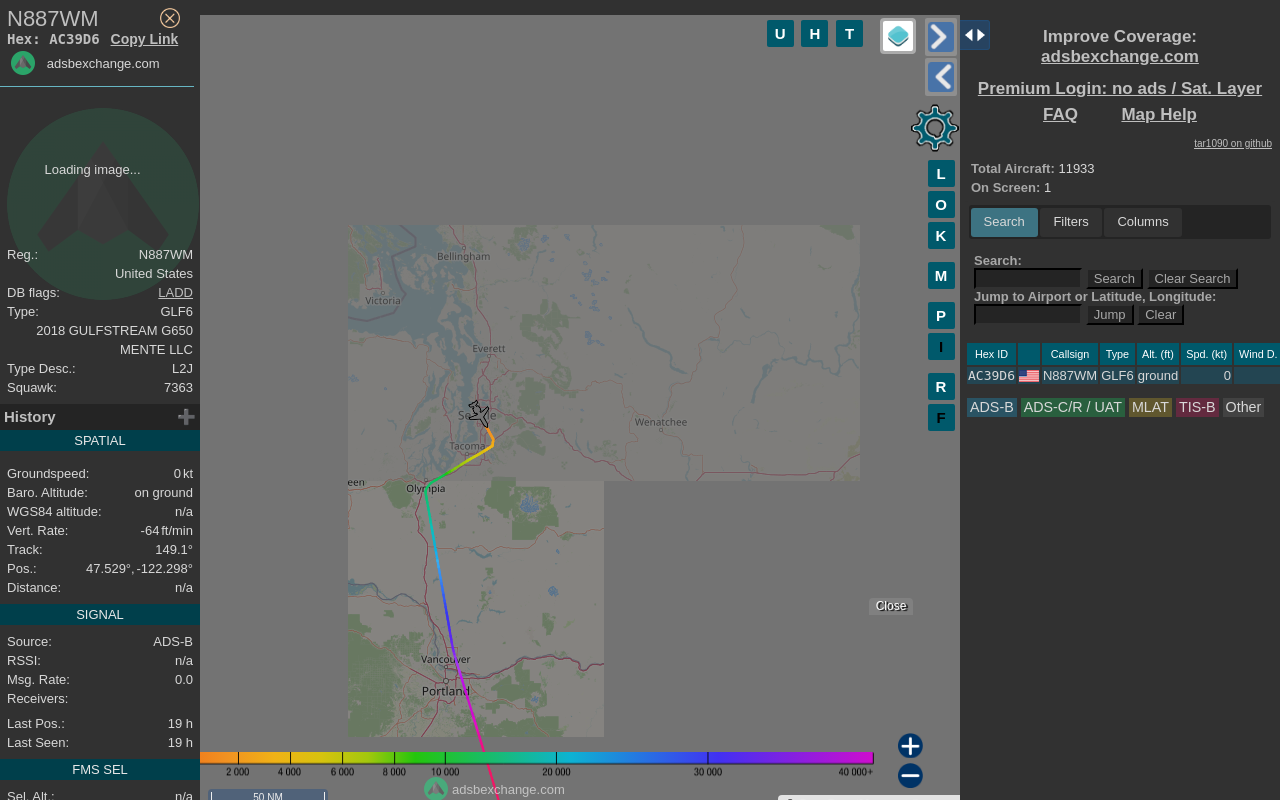 N887WM
Hex: AC39D6 Copy Link
adsbexchange.com
Loading image...
Reg.: N887WM
United States
DB flags: LADD
Type: GLF6
2018 GULFSTREAM G650
MENTE LLC
Type Desc.: L2J
Squawk: 7363
History
SPATIAL
Groundspeed: 0 kt
Baro. Altitude: on ground
WGS84 altitude: n/a
Vert. Rate: -64 ft/min
Track: 149.1°
Pos.: 47.529°, -122.298°
Distance: n/a
SIGNAL
Source: ADS-B
RSSI: n/a
Msg. Rate: 0.0
Receivers:
Last Pos.: 19 h
Last Seen: 19 h
FMS SEL
Sel. Alt.: n/a
U H T
L
O
K
M
P
I
R
F
Bellingham
Victoria
Everett
Wenatchee
Tacoma
een
Olympia
Vancouver
Portland
Close
2 000 4 000 6 000 8 000 10 000 20 000 30 000 40 000+
adsbexchange.com
50 NM
Improve Coverage:
adsbexchange.com
Premium Login: no ads / Sat. Layer
FAQ Map Help
tar1090 on github
Total Aircraft: 11933
On Screen: 1
Search Filters Columns
Search:
Search Clear Search
Jump to Airport or Latitude, Longitude:
Jump Clear
Hex ID Callsign Type Alt. (ft) Spd. (kt) Wind D.
AC39D6 N887WM GLF6 ground 0
ADS-B ADS-C/R / UAT MLAT TIS-B Other